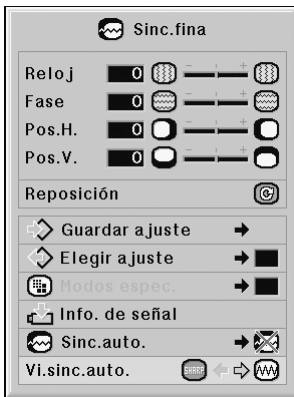 Sinc.fina
Reloj 0 - +
Fase 0 - +
Pos.H. 0 - +
Pos.V. 0 - +
Reposición
Guardar ajuste
Elegir ajuste
Modos espec.
Info. de señal
Sinc.auto.
Vi.sinc.auto. SHARP